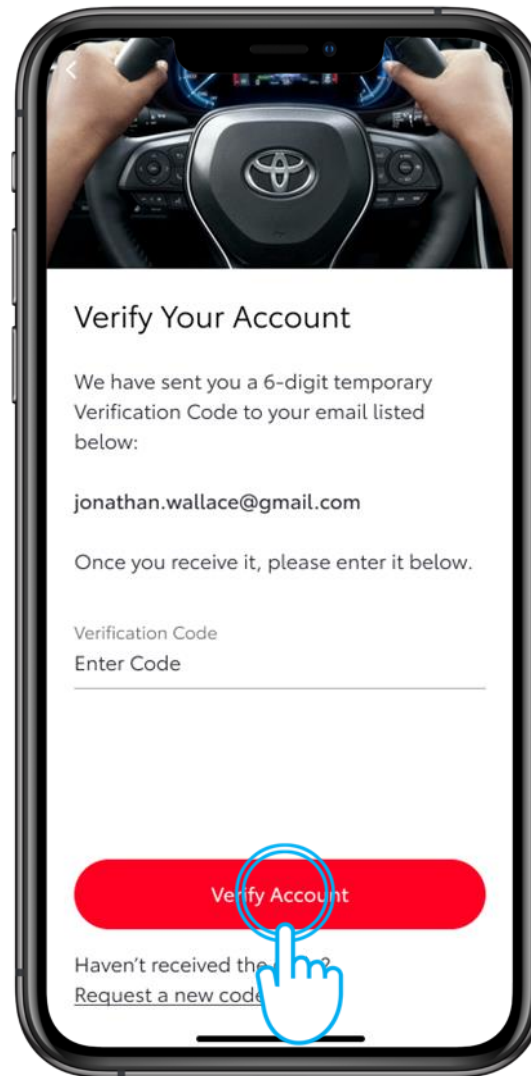 Verify Your Account
We have sent you a 6-digit temporary
Verification Code to your email listed
below:
jonathan.wallace@gmail.com
Once you receive it, please enter it below.
Verification Code
Enter Code
Verify Account
Haven't received the ?
Request a new code